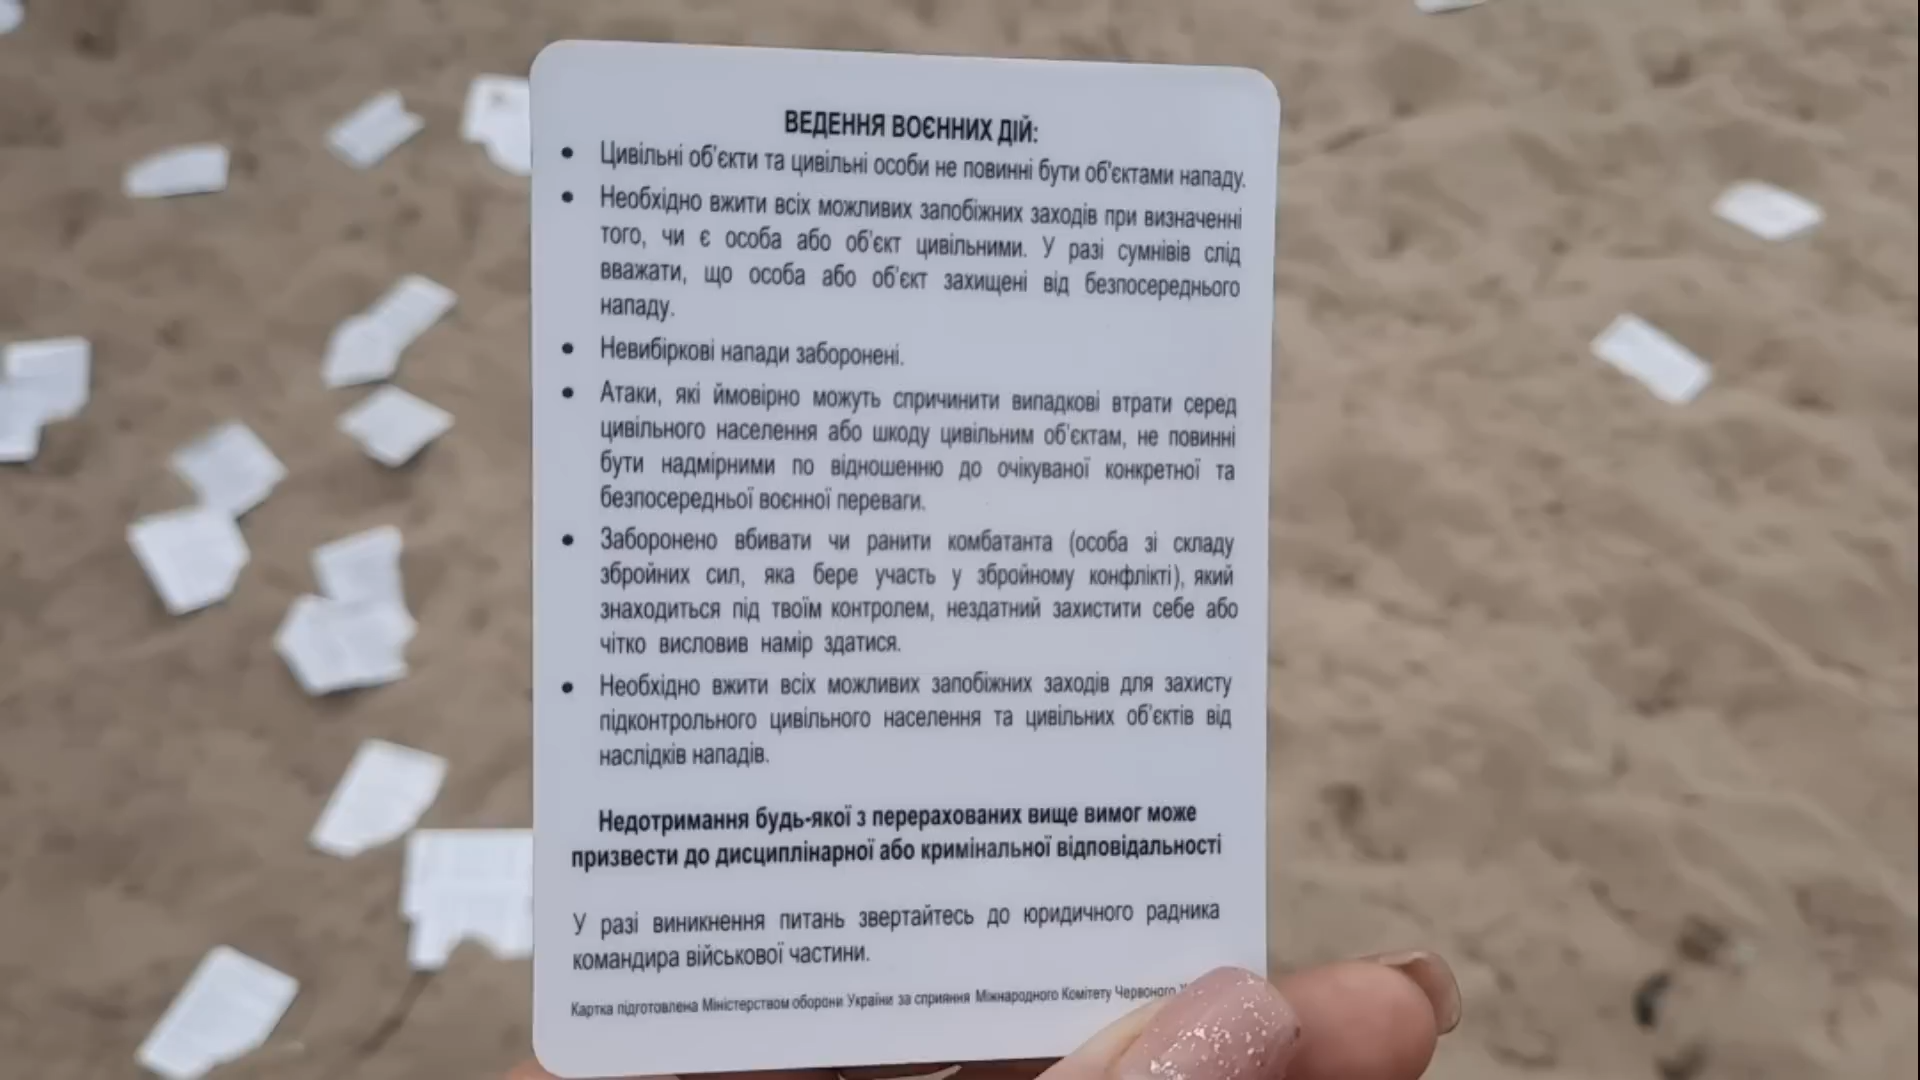 ВЕДЕННЯ ВОЄННИХ ДІЙ:
• Цивільні об'єкти та цивільні особи не повинні бути об'єктами нападу.
• Необхідно вжити всіх можливих запобіжних заходів при визначенні
того, чи є особа або об'єкт цивільними. У разі сумнівів слід
вважати, що особа або об'єкт захищені від безпосереднього
нападу.
• Невибіркові напади заборонені.
• Атаки, які ймовірно можуть спричинити випадкові втрати серед
цивільного населення або шкоду цивільним об'єктам, не повинні
бути надмірними по відношенню до очікуваної конкретної та
безпосередньої воєнної переваги.
• Заборонено вбивати чи ранити комбатанта (особа зі складу
збройних сил, яка бере участь у збройному конфлікті), який
знаходиться під твоїм контролем, нездатний захистити себе або
чітко висловив намір здатися.
• Необхідно вжити всіх можливих запобіжних заходів для захисту
підконтрольного цивільного населення та цивільних об'єктів від
наслідків нападів.
Недотримання будь-якої з перерахованих вище вимог може
призвести до дисциплінарної або кримінальної відповідальності
У разі виникнення питань звертайтесь до юридичного радника
командира військової частини.
Картка підготовлена Міністерством оборони України за сприяння Міжнародного Комітету Червоного